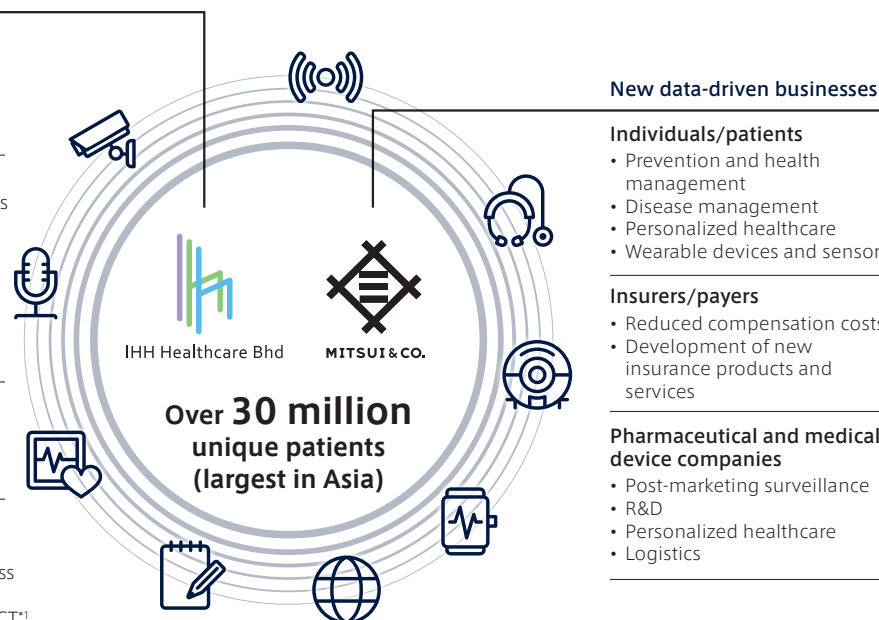 IHH Healthcare Bhd
MITSUI & CO.
Over 30 million
unique patients
(largest in Asia)
New data-driven businesses
Individuals/patients
• Prevention and health
management
• Disease management
• Personalized healthcare
• Wearable devices and sensor
Insurers/payers
• Reduced compensation costs
• Development of new
insurance products and
services
Pharmaceutical and medical
device companies
• Post-marketing surveillance
• R&D
• Personalized healthcare
• Logistics